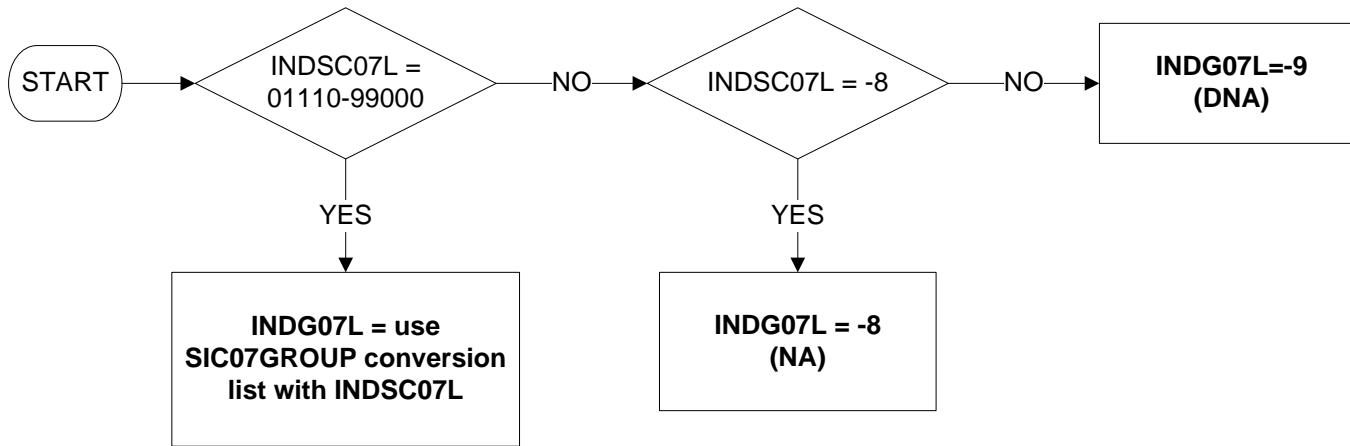 START
INDSC07L =
01110-99000
NO
INDSC07L = -8
NO
INDG07L=-9
(DNA)
YES
YES
INDG07L = use
SIC07GROUP conversion
list with INDSC07L
INDG07L = -8
(NA)